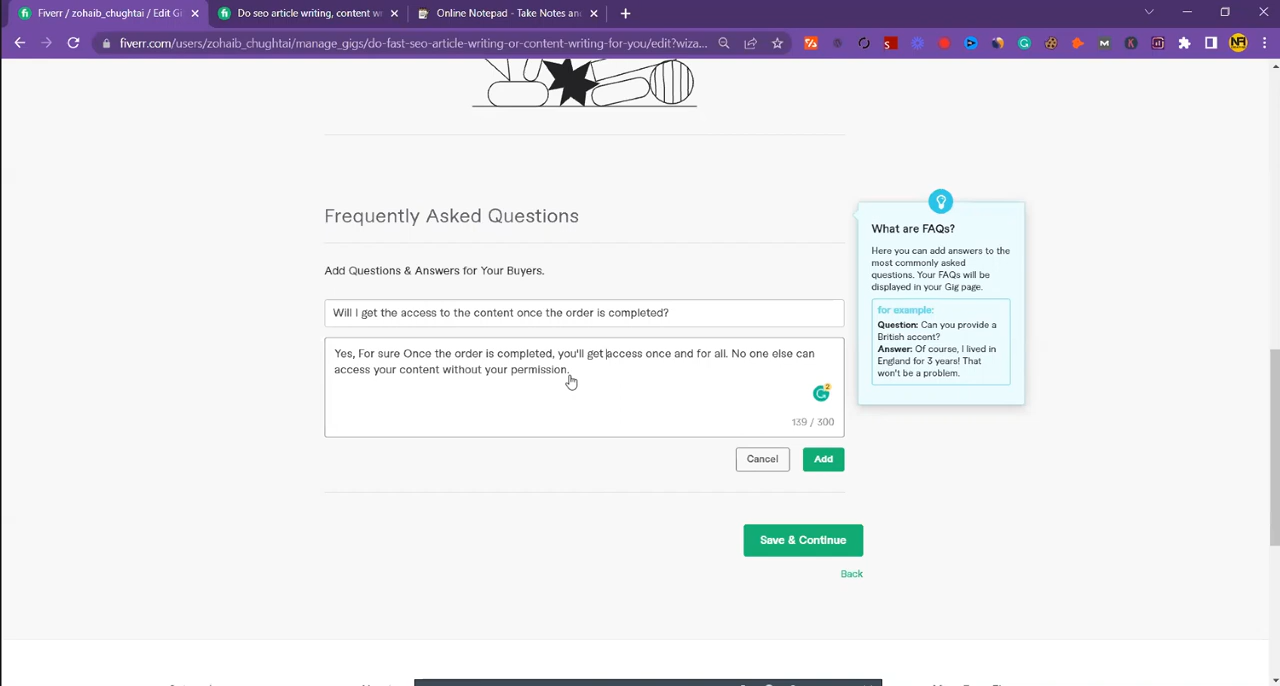 Fiverr / zohaib_chughtai / Edit Gi
Do seo article writing, content w
Online Notepad - Take Notes an
fiverr.com/users/zohaib_chughtai/manage_gigs/do-fast-seo-article-writing-or-content-writing-for-you/edit?wiza...
NR
Frequently Asked Questions
Add Questions & Answers for Your Buyers.
Will I get the access to the content once the order is completed?
Yes, For sure Once the order is completed, you'll get access once and for all. No one else can
access your content without your permission.
2
139 / 300
Cancel
Add
Save & Continue
Back
What are FAQs?
Here you can add answers to the
most commonly asked
questions. Your FAQs will be
displayed in your Gig page.
for example:
Question: Can you provide a
British accent?
Answer: Of course, I lived in
England for 3 years! That
won't be a problem.